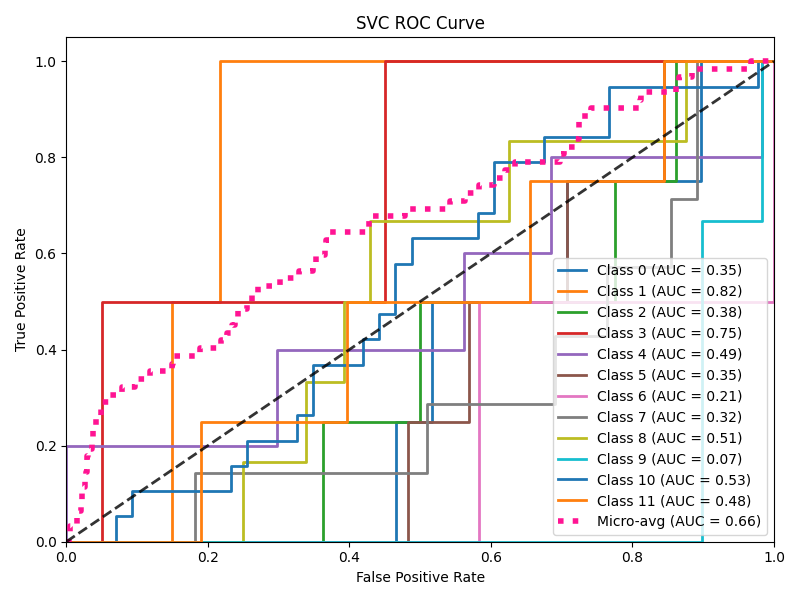 SVC ROC Curve
True Positive Rate
1.0
0.8
0.6
0.4
0.2
0.0
0.0
0.2
0.4
0.6
0.8
1.0
False Positive Rate
Class 0 (AUC = 0.35)
Class 1 (AUC = 0.82)
Class 2 (AUC = 0.38)
Class 3 (AUC = 0.75)
Class 4 (AUC = 0.49)
Class 5 (AUC = 0.35)
Class 6 (AUC = 0.21)
Class 7 (AUC = 0.32)
Class 8 (AUC = 0.51)
Class 9 (AUC = 0.07)
Class 10 (AUC = 0.53)
Class 11 (AUC = 0.48)
Micro-avg (AUC = 0.66)